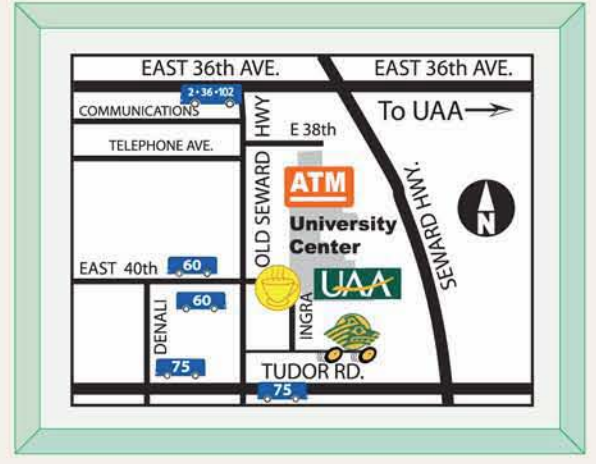 EAST 36th AVE.
EAST 36th AVE.
2•36•102
COMMUNICATIONS
To UAA
HWY
E 38th
TELEPHONE AVE.
ATM
OLD SEWARD
SEWARD HWY.
University
Center
N
EAST 40th
60
UAA
60
INGRA
DENALI
75
TUDOR RD.
75